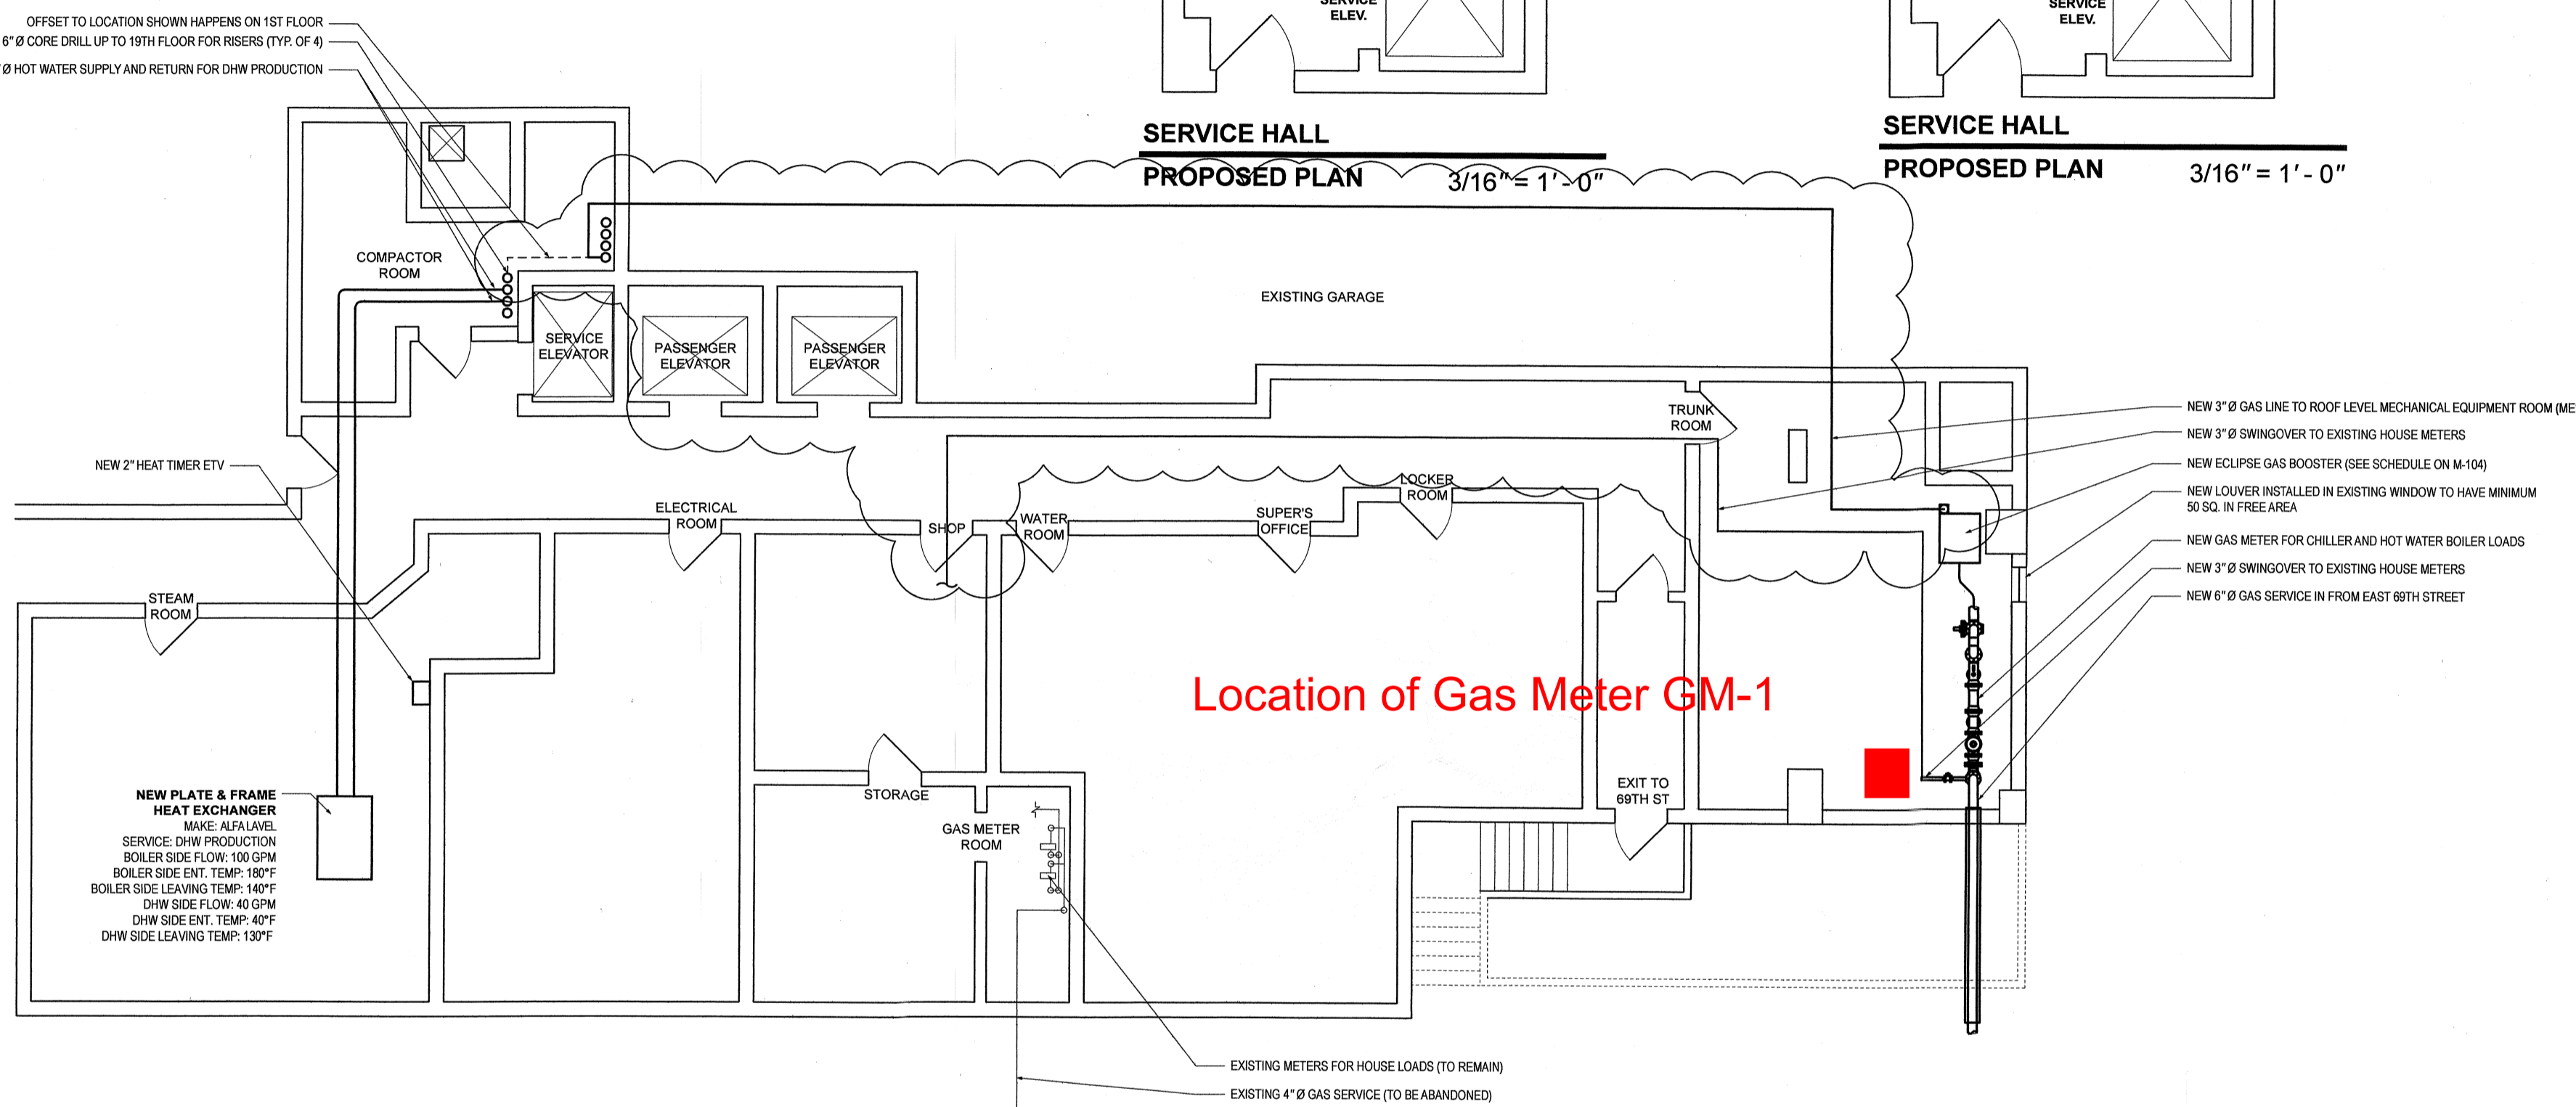 OFFSET TO LOCATION SHOWN HAPPENS ON 1ST FLOOR
6" Ø CORE DRILL UP TO 19TH FLOOR FOR RISERS (TYP. OF 4)
Ø HOT WATER SUPPLY AND RETURN FOR DHW PRODUCTION
SERVICE
ELEV.
SERVICE HALL
PROPOSED PLAN
3/16" = 1' - 0"
SERVICE
ELEV.
SERVICE HALL
PROPOSED PLAN
3/16" = 1' - 0"
COMPACTOR
ROOM
SERVICE
ELEVATOR
PASSENGER
ELEVATOR
PASSENGER
ELEVATOR
EXISTING GARAGE
TRUNK
ROOM
NEW 3" Ø GAS LINE TO ROOF LEVEL MECHANICAL EQUIPMENT ROOM
NEW 3" Ø SWINGOVER TO EXISTING HOUSE METERS
NEW ECLIPSE GAS BOOSTER (SEE SCHEDULE ON M-104)
NEW LOUVER INSTALLED IN EXISTING WINDOW TO HAVE MINIMUM
50 SQ. IN FREE AREA
NEW GAS METER FOR CHILLER AND HOT WATER BOILER LOADS
NEW 3" Ø SWINGOVER TO EXISTING HOUSE METERS
NEW 6" Ø GAS SERVICE IN FROM EAST 69TH STREET
NEW 2" HEAT TIMER ETV
ELECTRICAL
ROOM
SHOP
WATER
ROOM
SUPER'S
OFFICE
LOCKER
ROOM
STEAM
ROOM
Location of Gas Meter GM-1
STORAGE
GAS METER
ROOM
EXIT TO
69TH ST
NEW PLATE & FRAME
HEAT EXCHANGER
MAKE: ALFA LAVEL
SERVICE: DHW PRODUCTION
BOILER SIDE FLOW: 100 GPM
BOILER SIDE ENT. TEMP: 180°F
BOILER SIDE LEAVING TEMP: 140°F
DHW SIDE FLOW: 40 GPM
DHW SIDE ENT. TEMP: 40°F
DHW SIDE LEAVING TEMP: 130°F
EXISTING METERS FOR HOUSE LOADS (TO REMAIN)
EXISTING 4" Ø GAS SERVICE (TO BE ABANDONED)